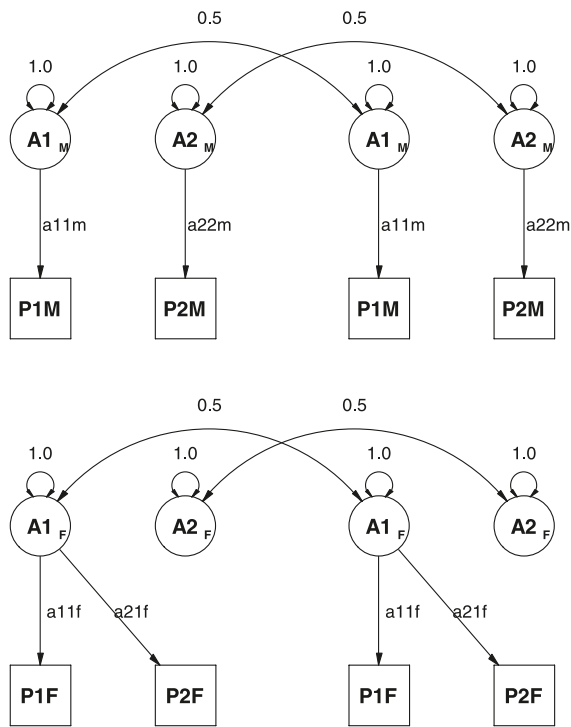 0.5 0.5
1.0 1.0 1.0 1.0
A1 M A2 M A1 M A2 M
a11m a22m a11m a22m
P1M P2M P1M P2M
0.5 0.5
1.0 1.0 1.0 1.0
A1 F A2 F A1 F A2 F
a11f a21f a11f a21f
P1F P2F P1F P2F